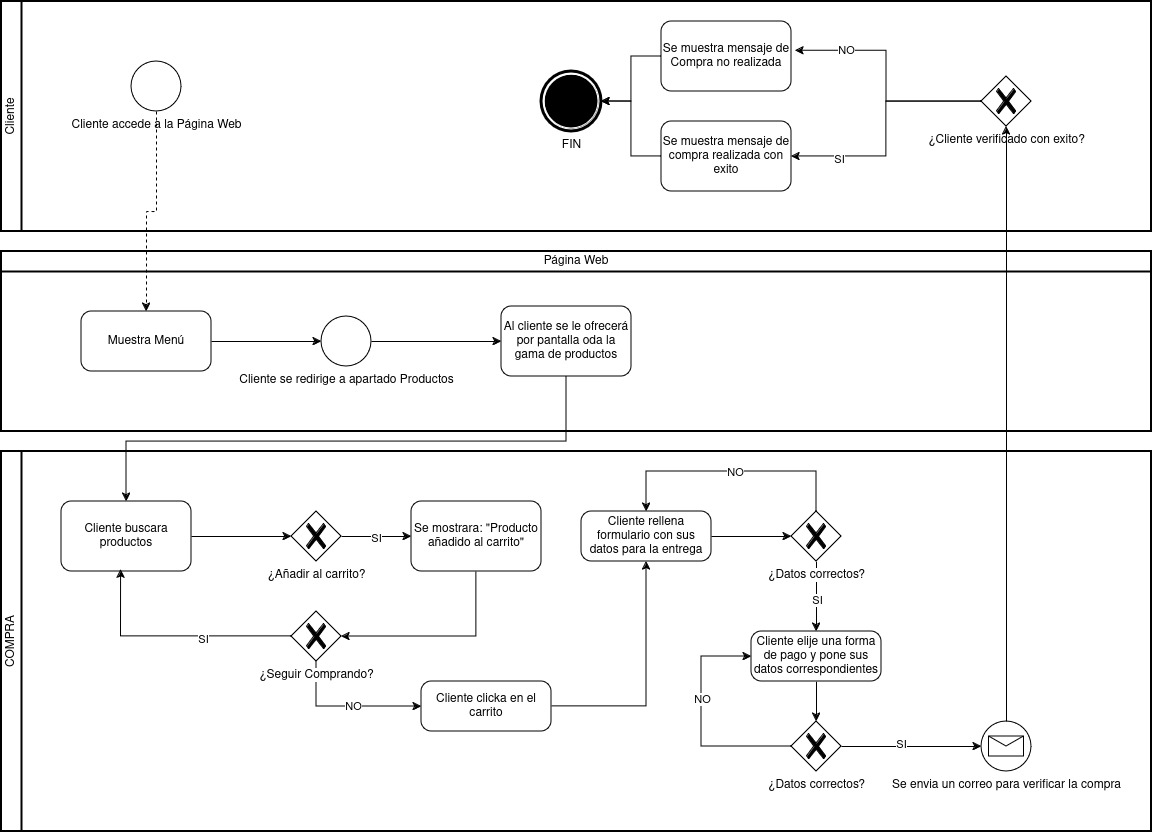 Cliente
Cliente accede a la Página Web
FIN
Se muestra mensaje de
Compra no realizada
NO
Se muestra mensaje de
compra realizada con
exito
SI
¿Cliente verificado con exito?
Página Web
Muestra Menú
Cliente se redirige a apartado Productos
Al cliente se le ofrecerá
por pantalla oda la
gama de productos
COMPRA
Cliente buscara
productos
¿Añadir al carrito?
SI
Se mostrara: "Producto
añadido al carrito"
¿Seguir Comprando?
SI
NO
Cliente clicka en el
carrito
Cliente rellena
formulario con sus
datos para la entrega
NO
¿Datos correctos?
SI
Cliente elije una forma
de pago y pone sus
datos correspondientes
NO
¿Datos correctos?
SI
Se envia un correo para verificar la compra